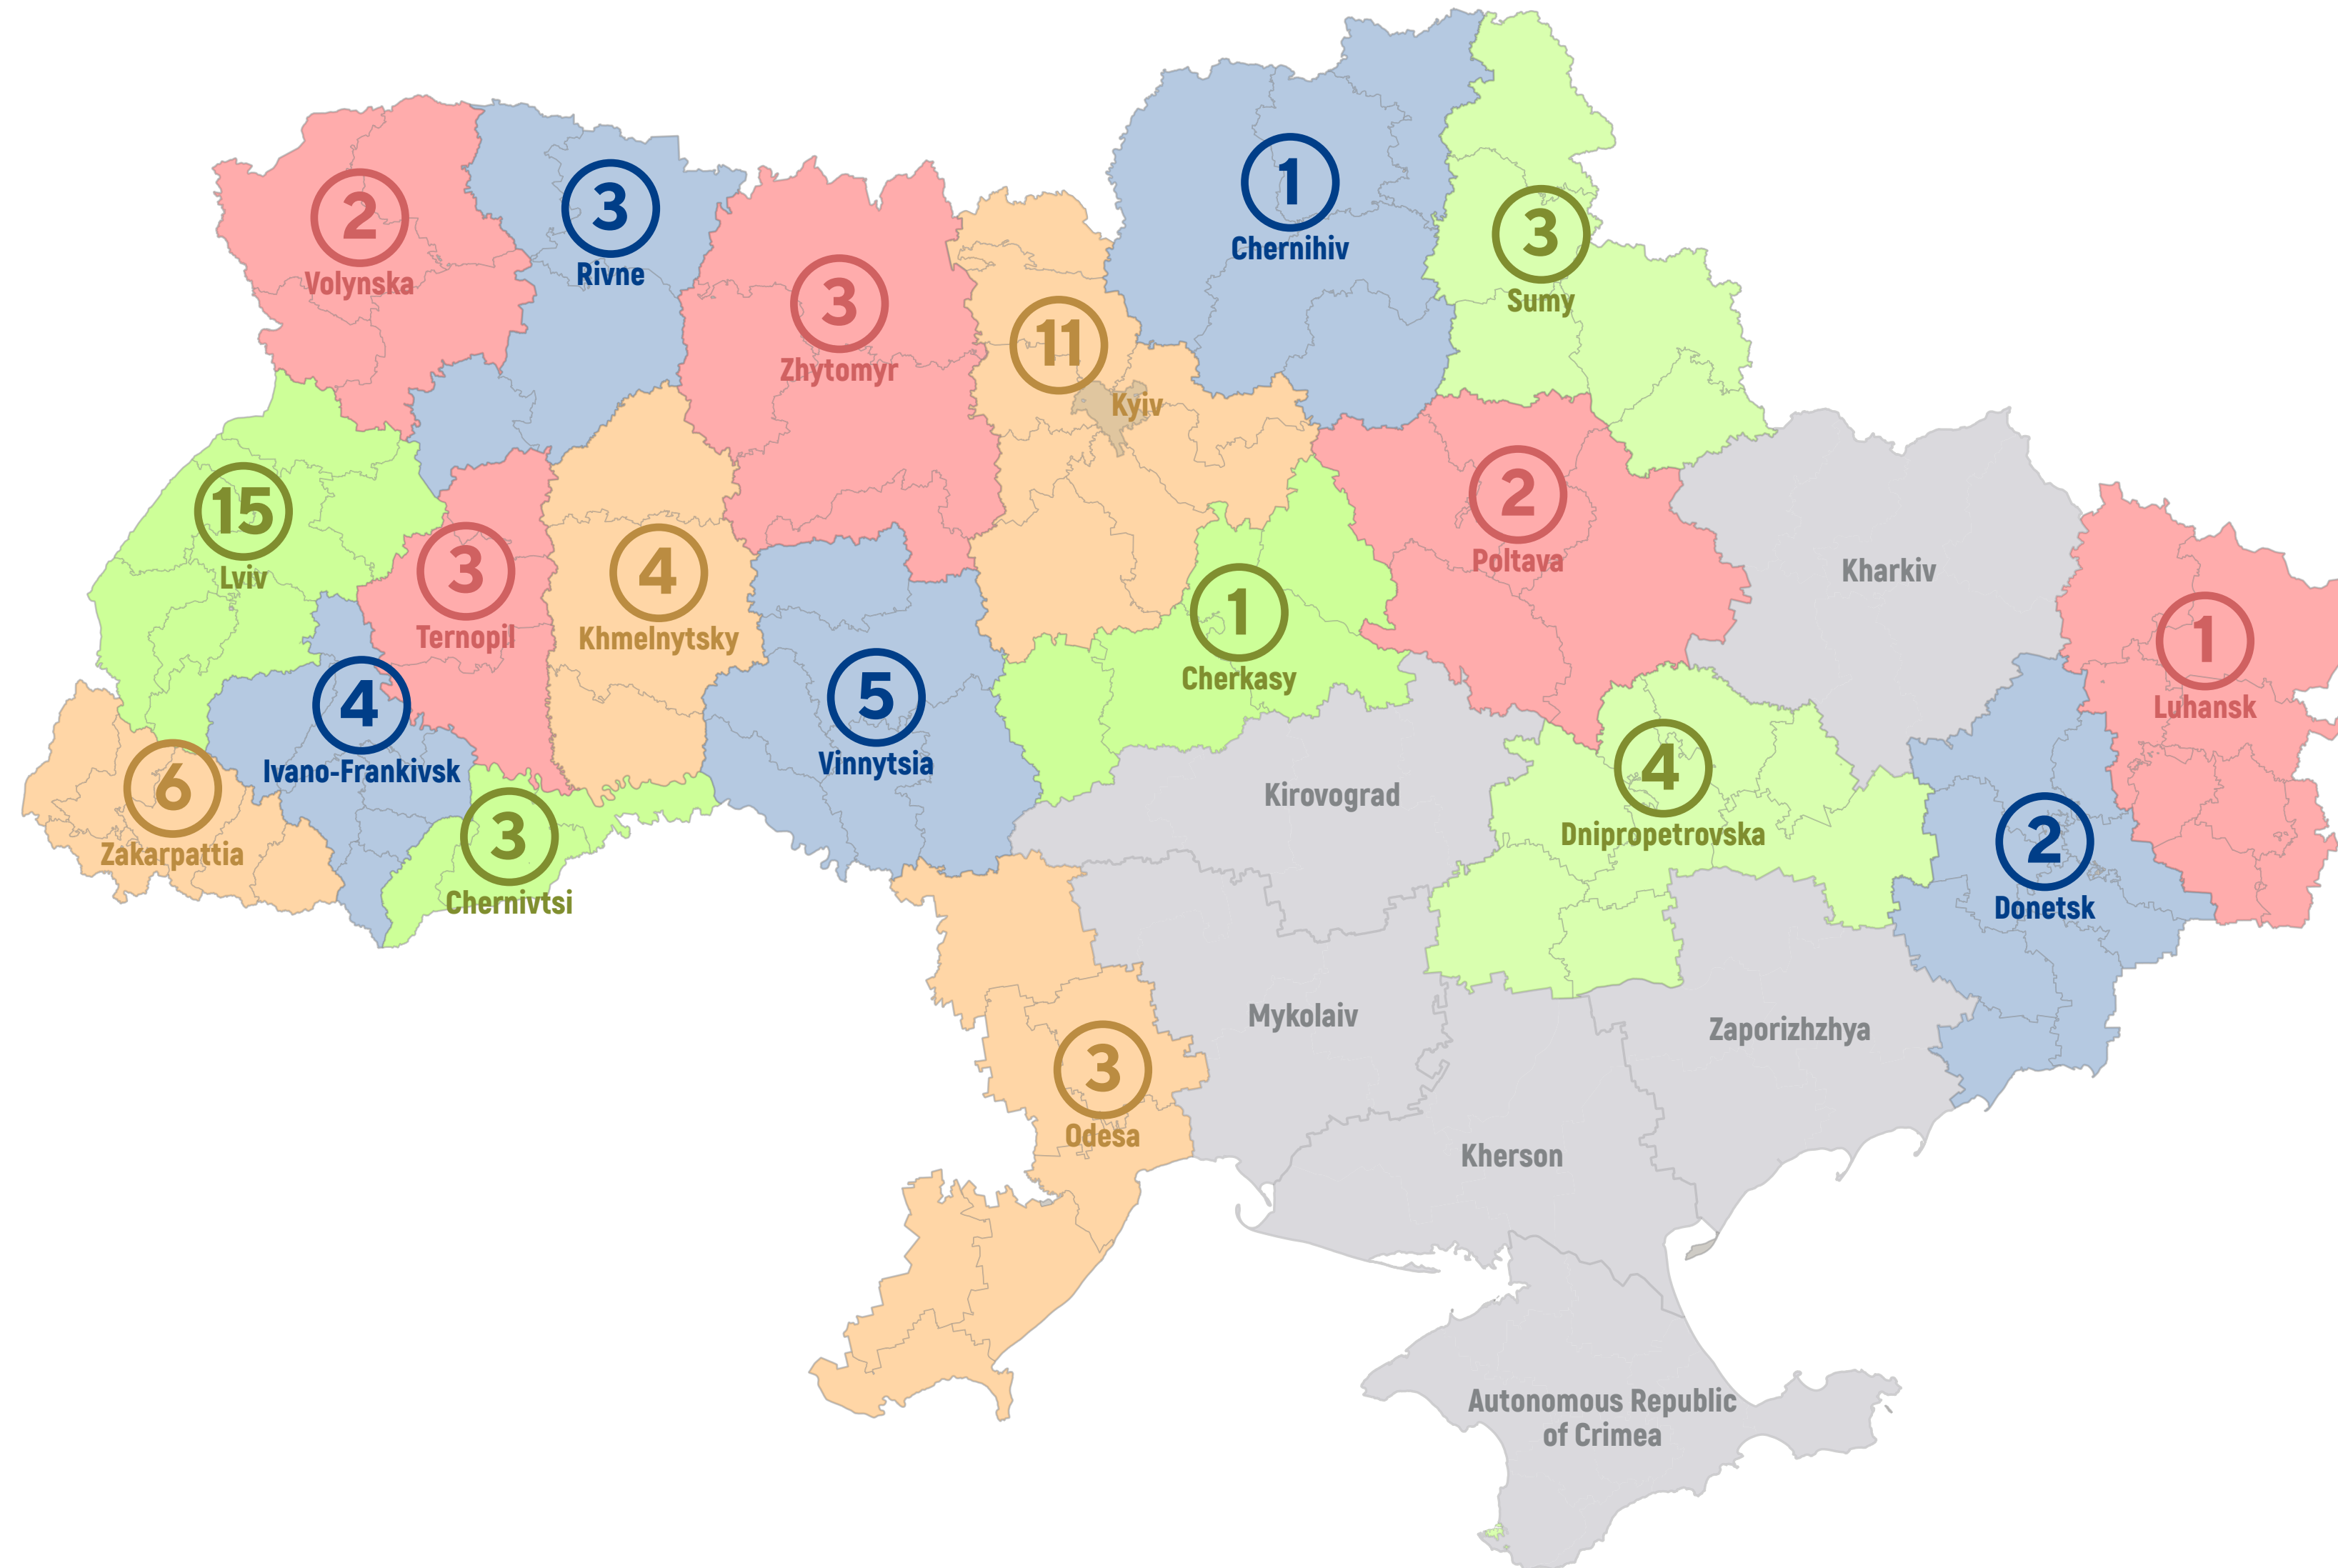 1
Chernihiv
2
Volynska
3
Rivne
3
Sumy
3
Zhytomyr
11
Kyiv
15
Lviv
2
Poltava
3
Ternopil
4
Khmelnytsky
Kharkiv
1
Cherkasy
1
Luhansk
4
Ivano-Frankivsk
5
Vinnytsia
6
Zakarpattia
3
Chernivtsi
Kirovograd
4
Dnipropetrovska
2
Donetsk
Mykolaiv
Zaporizhzhya
3
Odesa
Kherson
Autonomous Republic
of Crimea